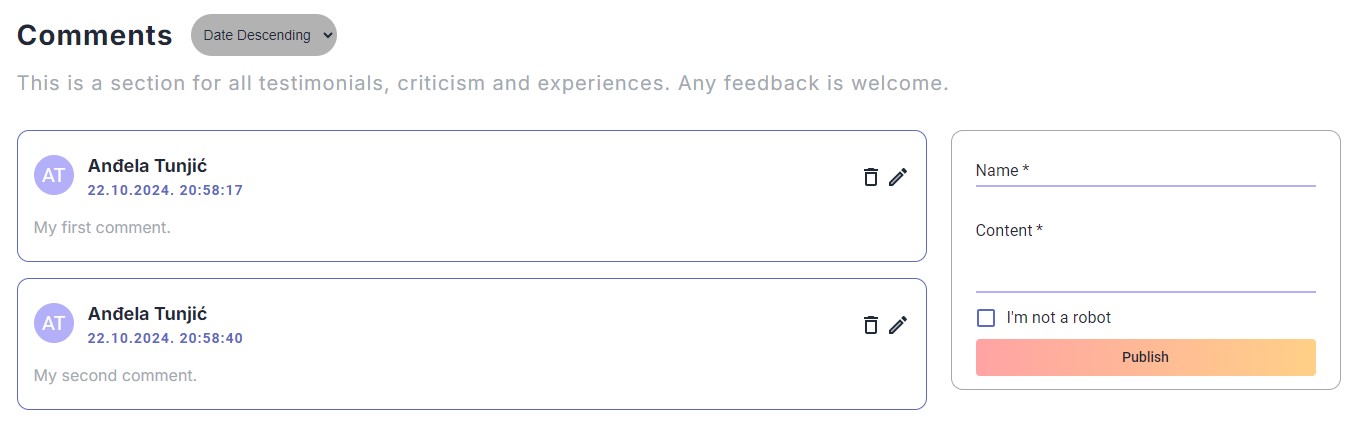 Comments
Date Descending
This is a section for all testimonials, criticism and experiences. Any feedback is welcome.
AT
Anđela Tunjić
22.10.2024. 20:58:17
My first comment.
AT
Anđela Tunjić
22.10.2024. 20:58:40
My second comment.
Name *
Content *
I'm not a robot
Publish